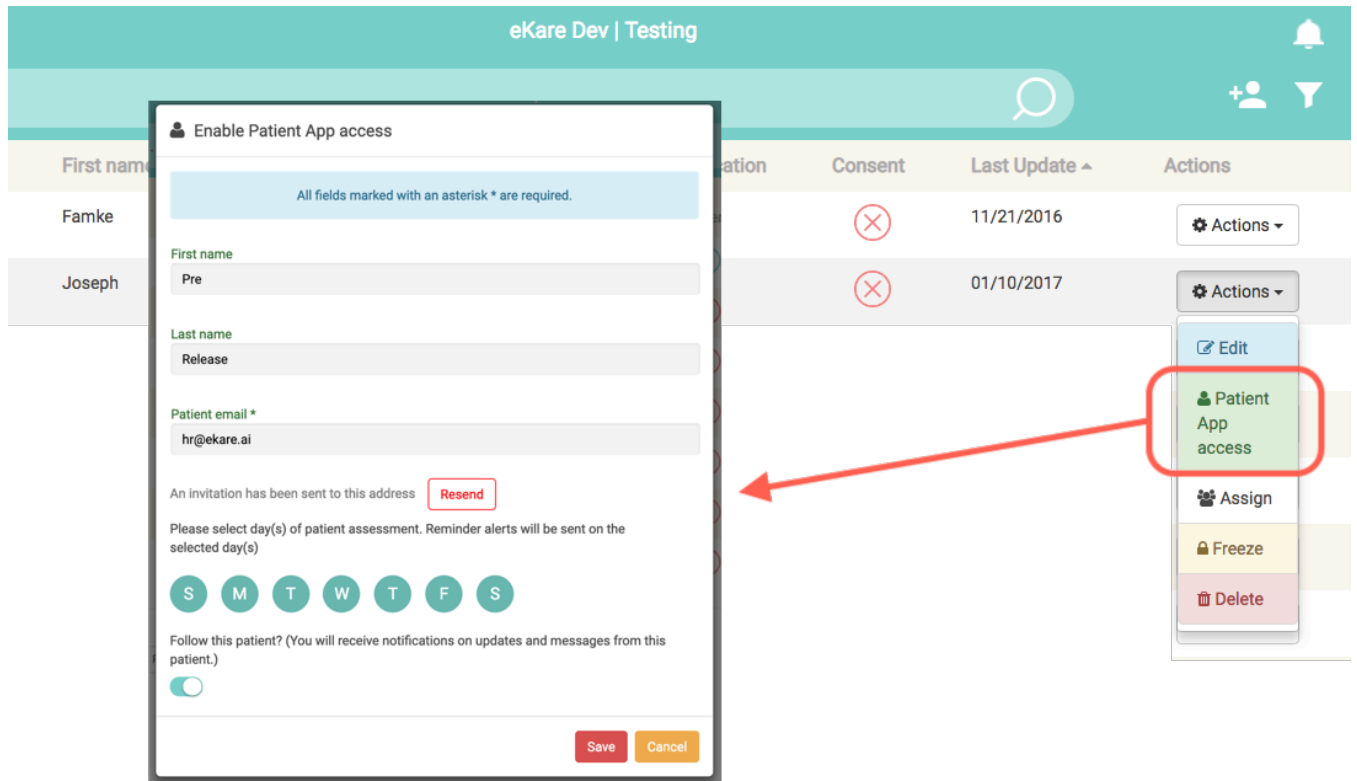 eKare Dev | Testing
Enable Patient App access
All fields marked with an asterisk * are required.
First name
Pre
Last name
Release
Patient email *
hr@ekare.ai
An invitation has been sent to this address
Resend
Please select day(s) of patient assessment. Reminder alerts will be sent on the
selected day(s)
S M T W T F S
Follow this patient? (You will receive notifications on updates and messages from this
patient.)
Save Cancel
First name
ation Consent Last Update Actions
Famke 11/21/2016 Actions
Joseph 01/10/2017 Actions
Edit
Patient
App
access
Assign
Freeze
Delete